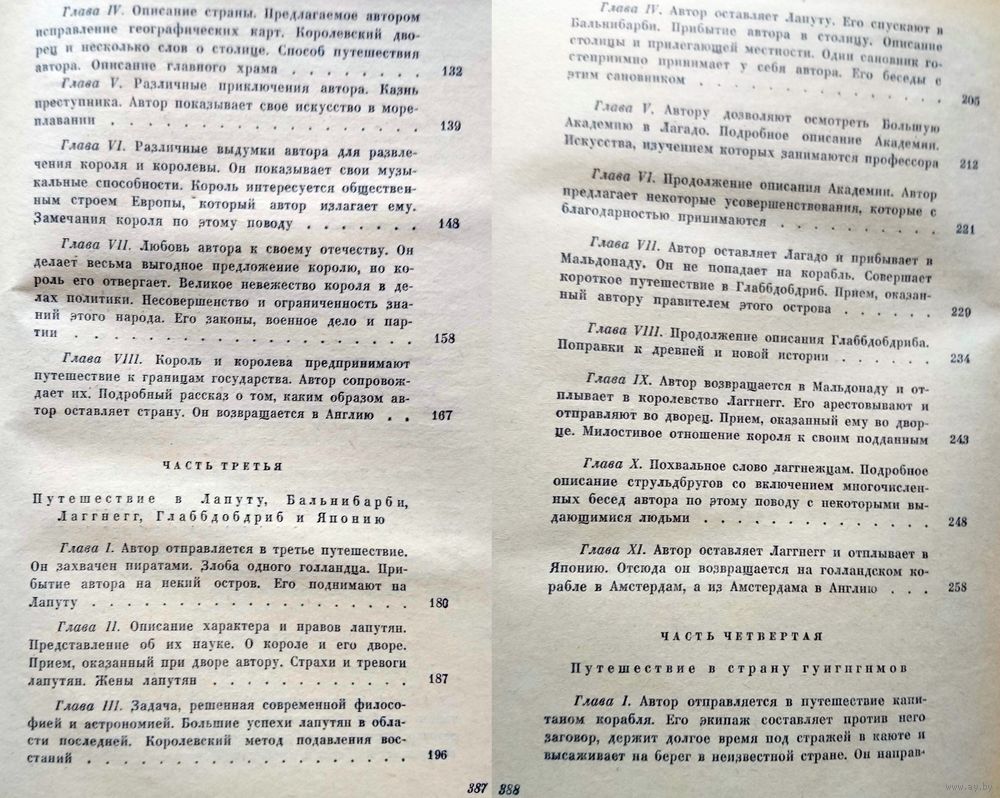 Глава IV. Описание страны. Предлагаемое автором
исправление географических карт. Королевский дво-
рец и несколько слов о столице. Способ путешествия
автора. Описание главного храма . . . . . . . . 132
Глава V. Различные приключения автора. Казнь
преступника. Автор показывает свое искусство в море-
плавании . . . . . . . . . . . . . . . . . 139
Глава VI. Различные выдумки автора для развле-
чения короля и королевы. Он показывает свои музы-
кальные способности. Король интересуется обществен-
ным строем Европы, который автор излагает ему.
Замечания короля по этому поводу . . . . . . . 148
Глава VII. Любовь автора к своему отечеству. Он
делает весьма выгодное предложение королю, но ко-
роль его отвергает. Великое невежество короля в де-
лах политики. Несовершенство и ограниченность зна-
ний этого народа. Его законы, военное дело и пар-
тии . . . . . . . . . . . . . . . . . . . 158
Глава VIII. Король и королева предпринимают
путешествие к границам государства. Автор сопровож-
дает их. Подробный рассказ о том, каким образом ав-
тор оставляет страну. Он возвращается в Англию . . 167
ЧАСТЬ ТРЕТЬЯ
Путешествие в Лапуту, Бальнибарби,
Лаггнегг, Глаббдобдриб и Японию
Глава I. Автор отправляется в третье путешествие.
Он захвачен пиратами. Злоба одного голландца. При-
бытие автора на некий остров. Его поднимают на
Лапуту . . . . . . . . . . . . . . . . . . 180
Глава II. Описание характера и нравов лапутян.
Представление об их науке. О короле и его дворе.
Прием, оказанный при дворе автору. Страхи и тревоги
лапутян. Жены лапутян . . . . . . . . . . . 187
Глава III. Задача, решенная современной филосо-
фией и астрономией. Большие успехи лапутян в обла-
сти последней. Королевский метод подавления вос-
станий . . . . . . . . . . . . . . . . . . 196
387
Глава IV. Автор оставляет Лапуту. Его спускают в
Бальнибарби. Прибытие автора в столицу. Описание
столицы и прилегающей местности. Один сановник го-
степриимно принимает у себя автора. Его беседы с
этим сановником . . . . . . . . . . . . . . 205
Глава V. Автору дозволяют осмотреть Большую
Академию в Лагадо. Подробное описание Академии.
Искусства, изучением которых занимаются профессора 212
Глава VI. Продолжение описания Академии. Автор
предлагает некоторые усовершенствования, которые с
благодарностью принимаются . . . . . . . . . 221
Глава VII. Автор оставляет Лагадо и прибывает в
Мальдонаду. Он не попадает на корабль. Совершает
короткое путешествие в Глаббдобдриб. Прием, оказан-
ный автору правителем этого острова . . . . . . 229
Глава VIII. Продолжение описания Глаббдобдриба.
Поправки к древней и новой истории . . . . . . 234
Глава IX. Автор возвращается в Мальдонаду и от-
плывает в королевство Лаггнегг. Его арестовывают и
отправляют во дворец. Прием, оказанный ему во двор-
це. Милостивое отношение короля к своим подданным 243
Глава X. Похвальное слово лаггнежцам. Подробное
описание струльдбругов со включением многочислен-
ных бесед автора по этому поводу с некоторыми вы-
дающимися людьми . . . . . . . . . . . . . 248
Глава XI. Автор оставляет Лаггнегг и отплывает в
Японию. Отсюда он возвращается на голландском ко-
рабле в Амстердам, а из Амстердама в Англию . . . 258
ЧАСТЬ ЧЕТВЕРТАЯ
Путешествие в страну гуигнгнмов
Глава I. Автор отправляется в путешествие капи-
таном корабля. Его экипаж составляет против него
заговор, держит долгое время под стражей в каюте и
высаживает на берег в неизвестной стране. Он направ-
388
www.ay.by